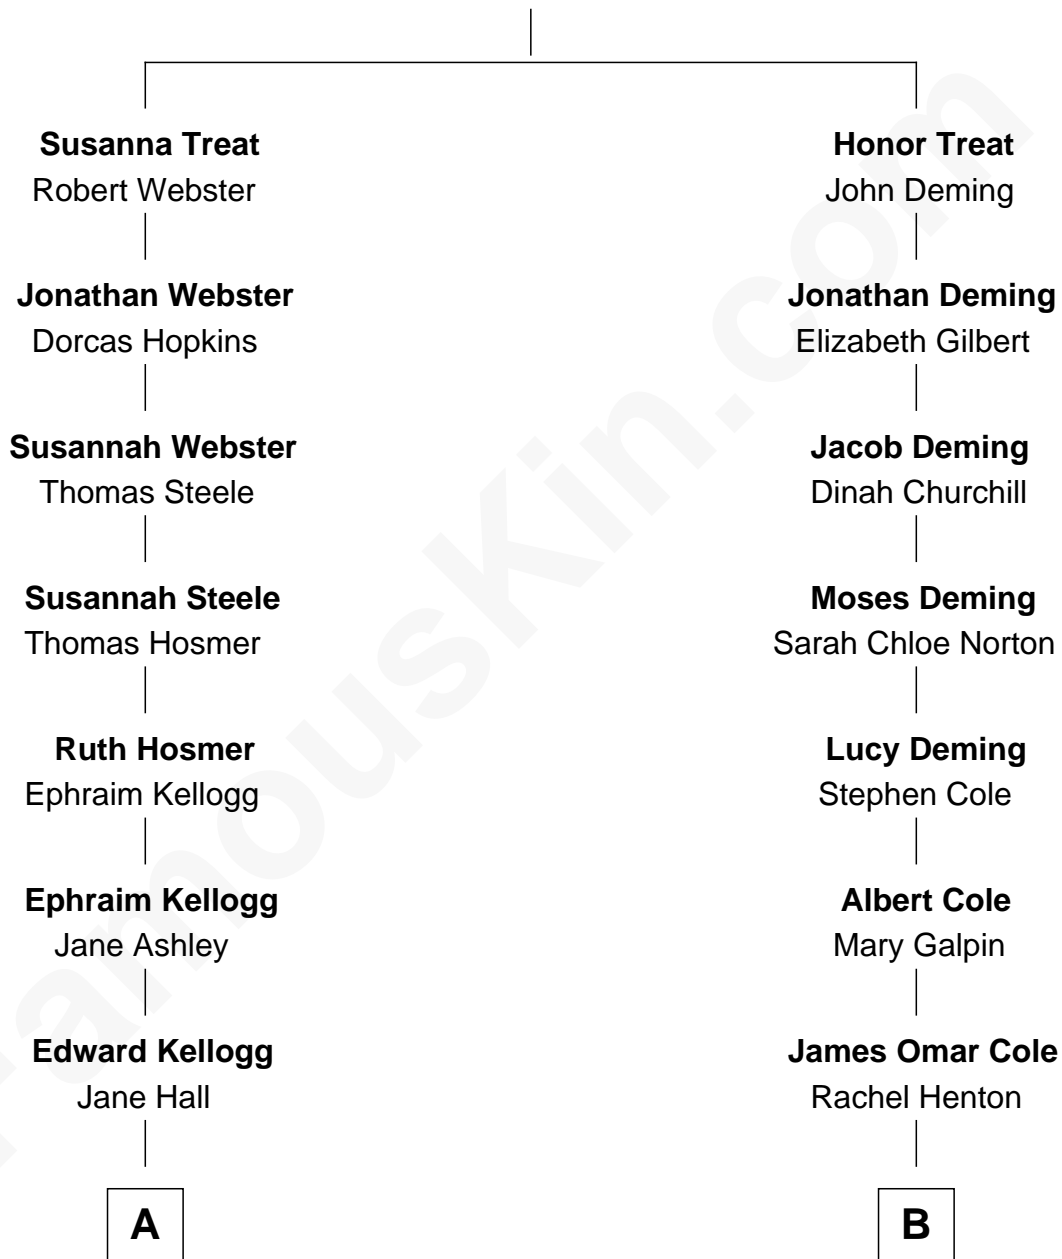 Susanna Treat
Robert Webster
Jonathan Webster
Dorcas Hopkins
Susannah Webster
Thomas Steele
Susannah Steele
Thomas Hosmer
Ruth Hosmer
Ephraim Kellogg
Ephraim Kellogg
Jane Ashley
Edward Kellogg
Jane Hall
A
Honor Treat
John Deming
Jonathan Deming
Elizabeth Gilbert
Jacob Deming
Dinah Churchill
Moses Deming
Sarah Chloe Norton
Lucy Deming
Stephen Cole
Albert Cole
Mary Galpin
James Omar Cole
Rachel Henton
B
FamousKin.com